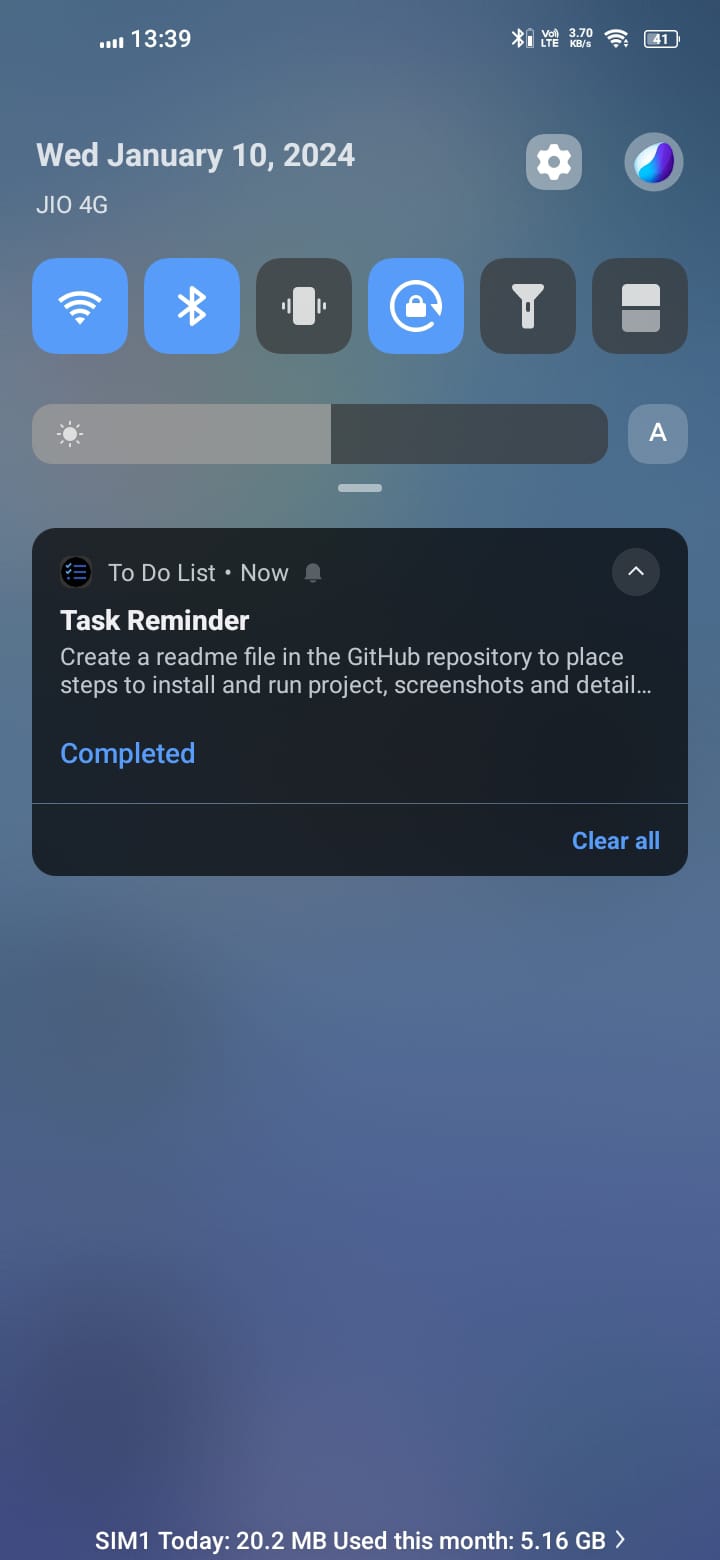 13:39
Vo) LTE 3.70 KB/s 41
Wed January 10, 2024
JIO 4G
A
To Do List • Now
Task Reminder
Create a readme file in the GitHub repository to place
steps to install and run project, screenshots and detail…
Completed
Clear all
SIM1 Today: 20.2 MB Used this month: 5.16 GB